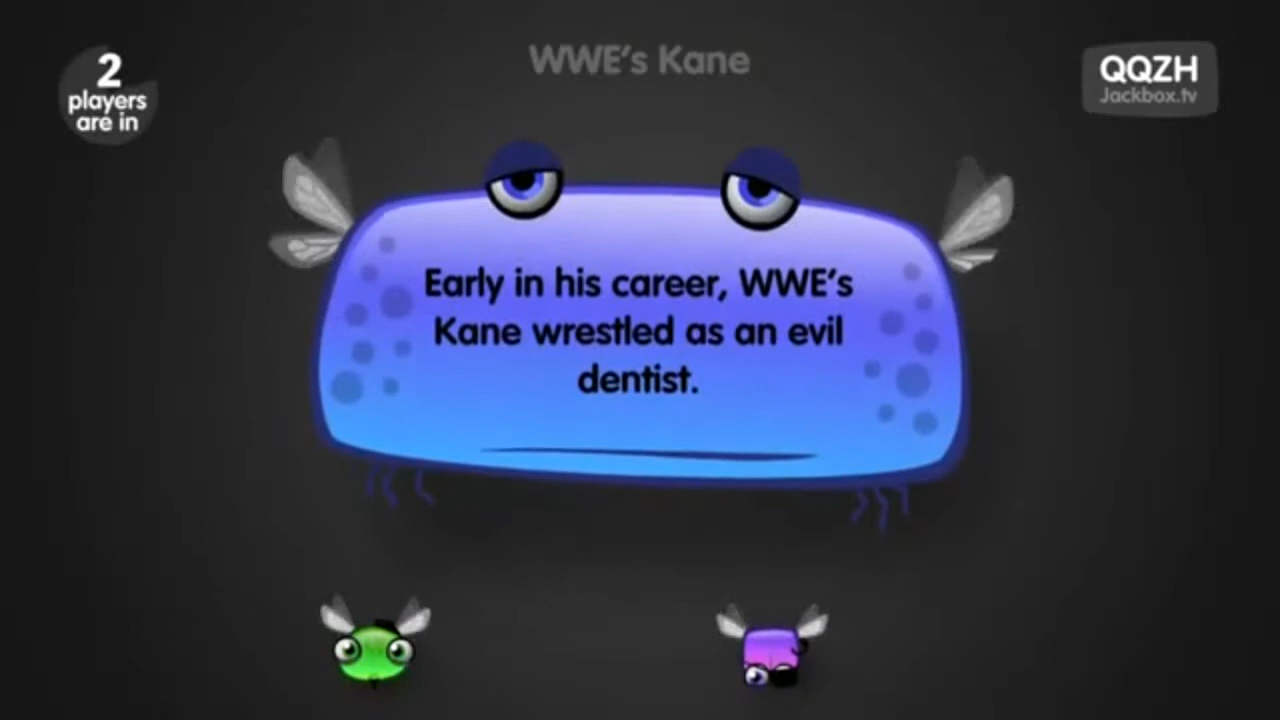 WWE's Kane
2
players
are in
QQZH
Jackbox.tv
Early in his career, WWE's
Kane wrestled as an evil
dentist.